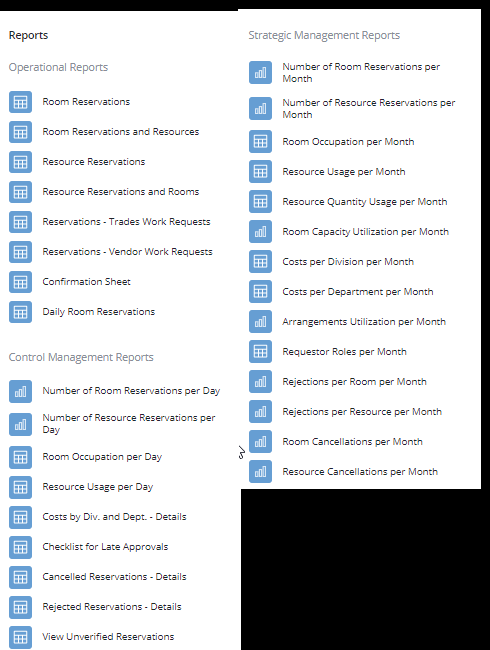 Reports
Operational Reports
Room Reservations
Room Reservations and Resources
Resource Reservations
Resource Reservations and Rooms
Reservations - Trades Work Requests
Reservations - Vendor Work Requests
Confirmation Sheet
Daily Room Reservations
Control Management Reports
Number of Room Reservations per Day
Number of Resource Reservations per
Day
Room Occupation per Day
Resource Usage per Day
Costs by Div. and Dept. - Details
Checklist for Late Approvals
Cancelled Reservations - Details
Rejected Reservations - Details
View Unverified Reservations
Strategic Management Reports
Number of Room Reservations per
Month
Number of Resource Reservations per
Month
Room Occupation per Month
Resource Usage per Month
Resource Quantity Usage per Month
Room Capacity Utilization per Month
Costs per Division per Month
Costs per Department per Month
Arrangements Utilization per Month
Requestor Roles per Month
Rejections per Room per Month
Rejections per Resource per Month
Room Cancellations per Month
Resource Cancellations per Month